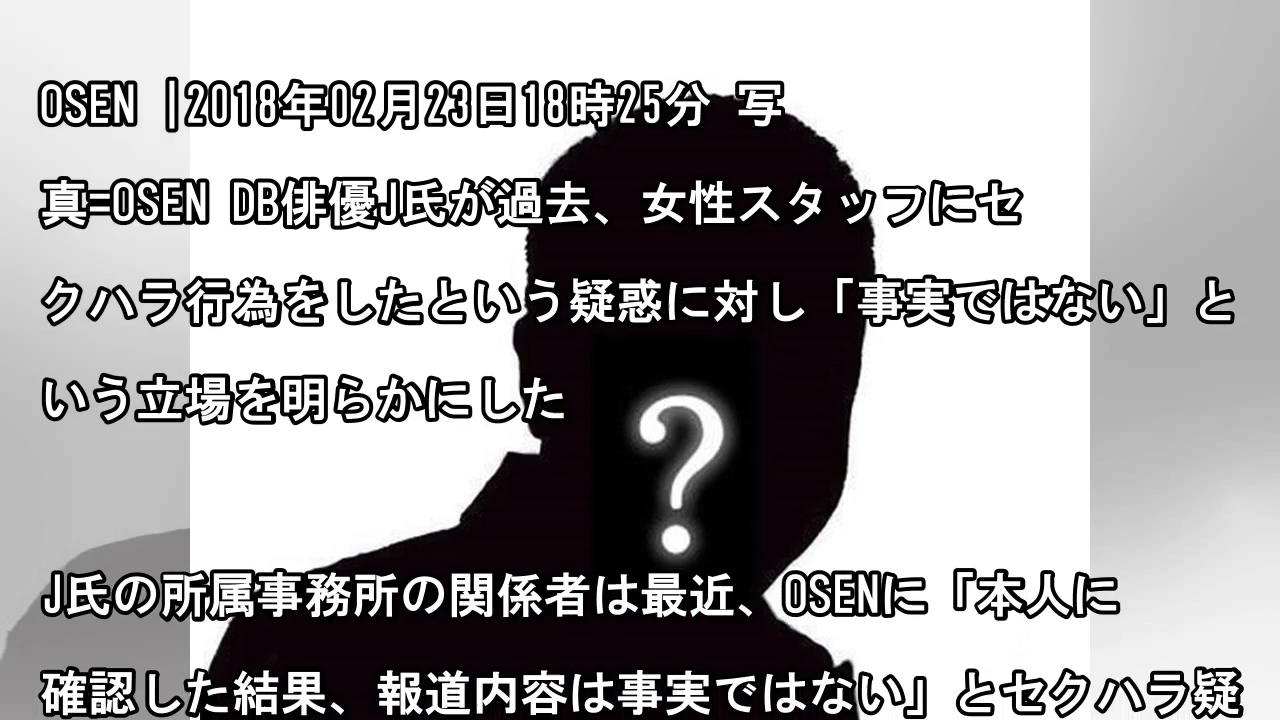 OSEN |2018年02月23日18時25分 写
真=OSEN DB俳優J氏が過去、女性スタッフにセ
クハラ行為をしたという疑惑に対し「事実ではない」と
いう立場を明らかにした
?
J氏の所属事務所の関係者は最近、OSENに「本人に
確認した結果、報道内容は事実ではない」とセクハラ疑